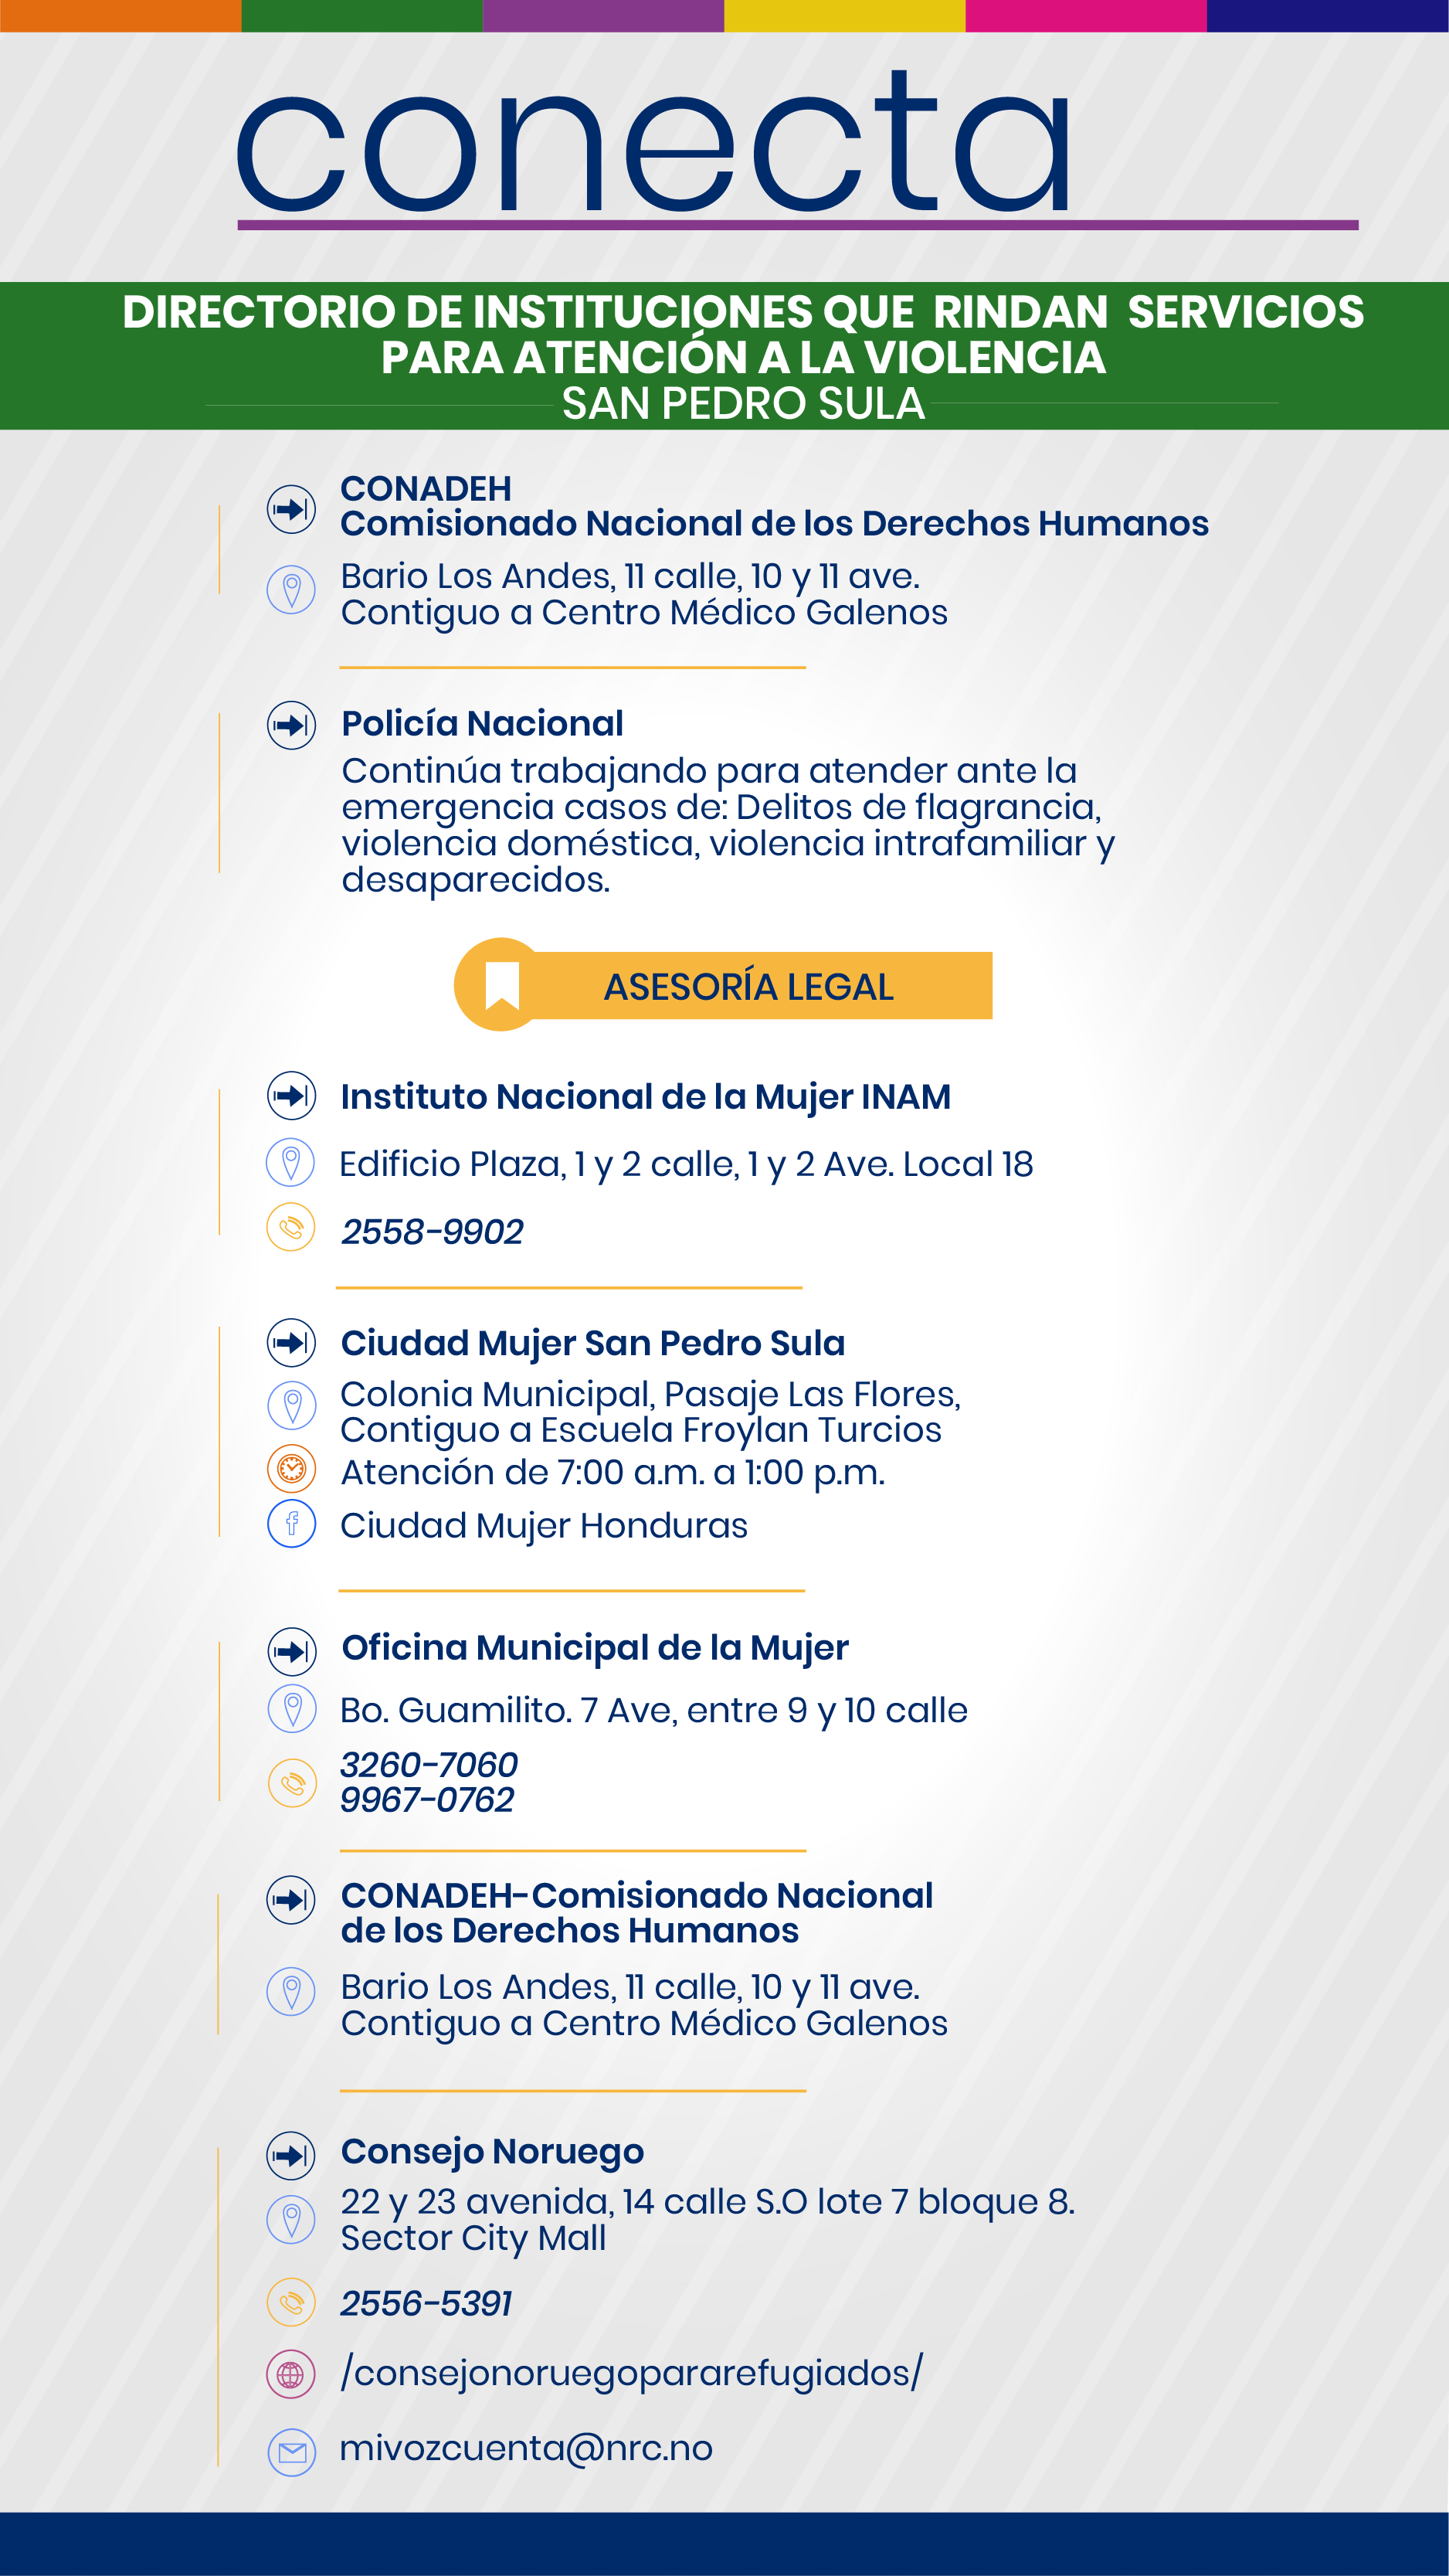 conecta
DIRECTORIO DE INSTITUCIONES QUE RINDAN SERVICIOS
PARA ATENCIÓN A LA VIOLENCIA
SAN PEDRO SULA
CONADEH
Comisionado Nacional de los Derechos Humanos
Bario Los Andes, 11 calle, 10 y 11 ave.
Contiguo a Centro Médico Galenos
Policía Nacional
Continúa trabajando para atender ante la
emergencia casos de: Delitos de flagrancia,
violencia doméstica, violencia intrafamiliar y
desaparecidos.
ASESORÍA LEGAL
Instituto Nacional de la Mujer INAM
Edificio Plaza, 1 y 2 calle, 1 y 2 Ave. Local 18
2558-9902
Ciudad Mujer San Pedro Sula
Colonia Municipal, Pasaje Las Flores,
Contiguo a Escuela Froylan Turcios
Atención de 7:00 a.m. a 1:00 p.m.
Ciudad Mujer Honduras
Oficina Municipal de la Mujer
Bo. Guamilito. 7 Ave, entre 9 y 10 calle
3260-7060
9967-0762
CONADEH-Comisionado Nacional
de los Derechos Humanos
Bario Los Andes, 11 calle, 10 y 11 ave.
Contiguo a Centro Médico Galenos
Consejo Noruego
22 y 23 avenida, 14 calle S.O lote 7 bloque 8.
Sector City Mall
2556-5391
/consejonoruegopararefugiados/
mivozcuenta@nrc.no